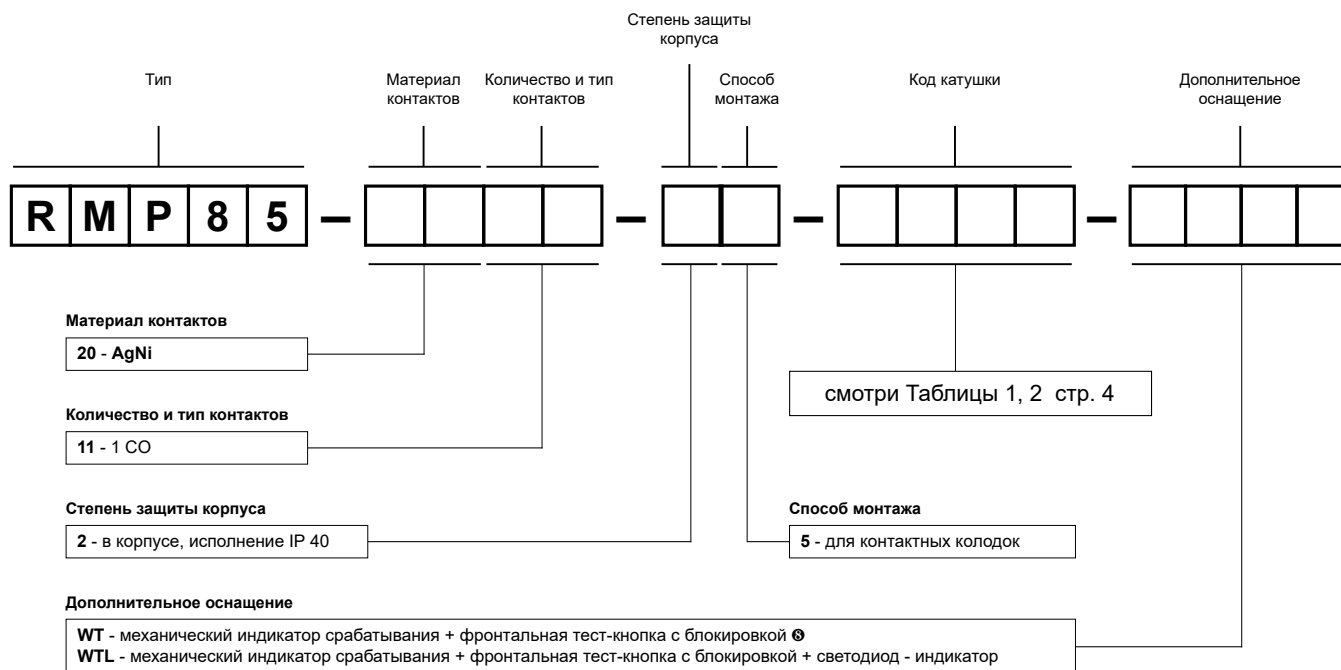 Степень защиты
корпуса
Тип
Материал
контактов
Количество и тип
контактов
Способ
монтажа
Код катушки
Дополнительное
оснащение
RMP85 – – – –
Материал контактов
20 - AgNi
смотри Таблицы 1, 2 стр. 4
Количество и тип контактов
11 - 1 CO
Степень защиты корпуса
2 - в корпусе, исполнение IP 40
Способ монтажа
5 - для контактных колодок
Дополнительное оснащение
WT - механический индикатор срабатывания + фронтальная тест-кнопка с блокировкой ❽
WTL - механический индикатор срабатывания + фронтальная тест-кнопка с блокировкой + светодиод - индикатор